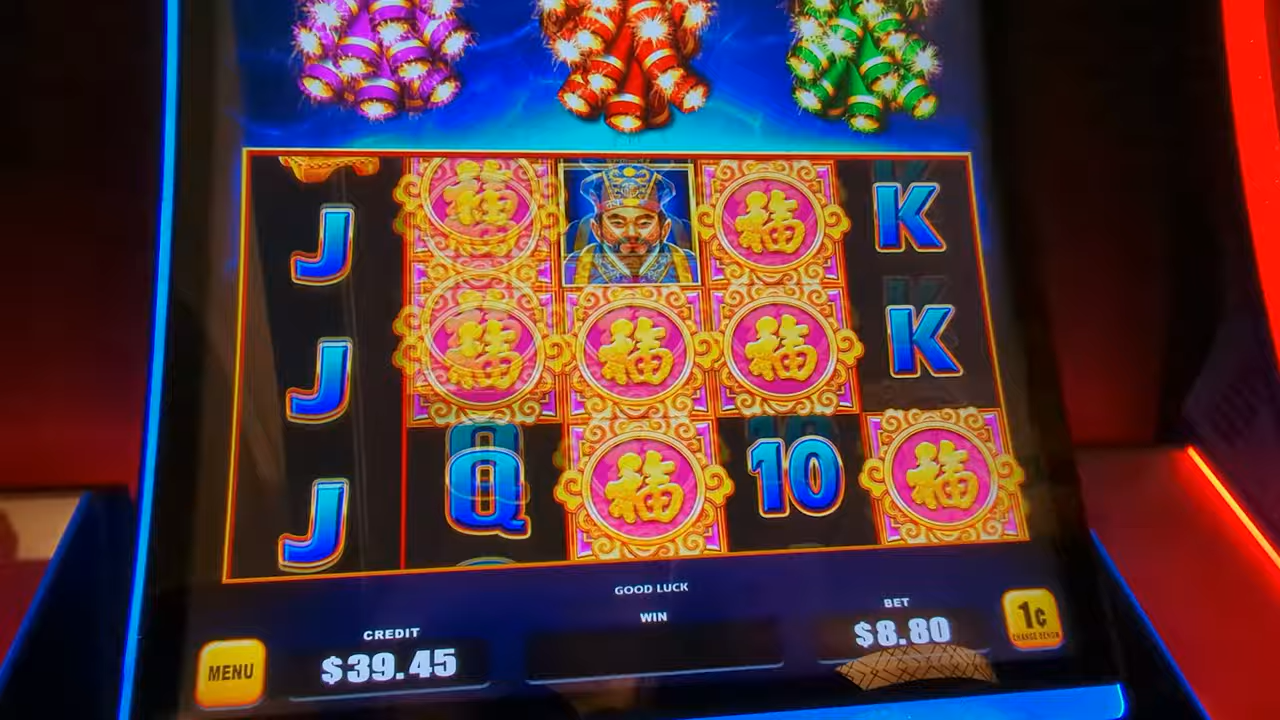 福 福 K
J 福 福 福 K
J
Q 福 10 福
J
GOOD LUCK
WIN
CREDIT
$39.45
BET
$8.80
MENU
1¢
CHANGE DENOM